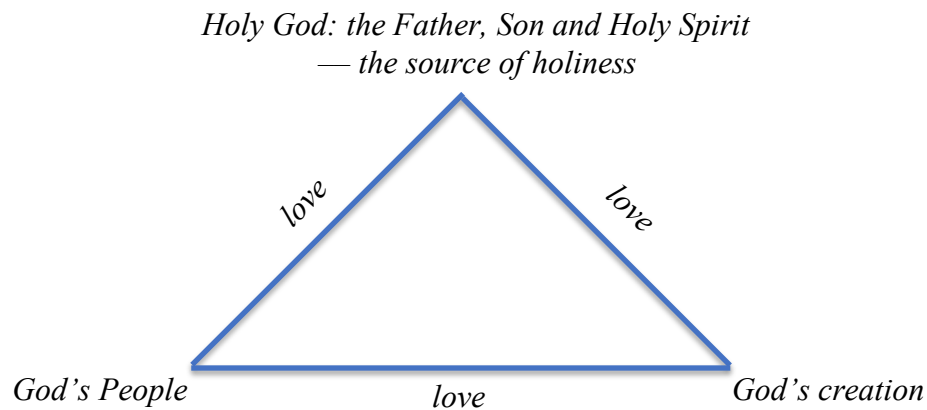 Holy God: the Father, Son and Holy Spirit
— the source of holiness
love
love
God’s People
love
God’s creation